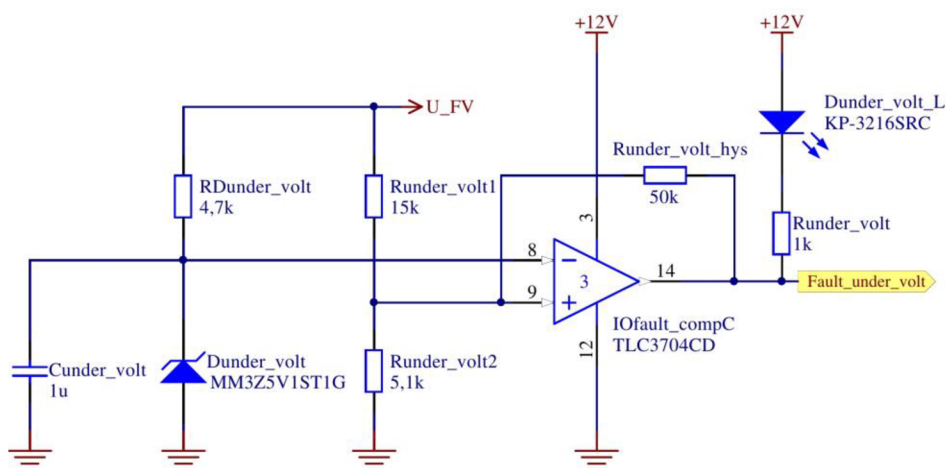 +12V
+12V
U_FV
Dunder_volt_L
KP-3216SRC
Runder_volt_hys
50k
RDunder_volt
4,7k
Runder_volt1
15k
3
Runder_volt
1k
8
9
3
14
Fault_under_volt
IOfault_compC
TLC3704CD
12
Cunder_volt
1u
Dunder_volt
MM3Z5V1ST1G
Runder_volt2
5,1k